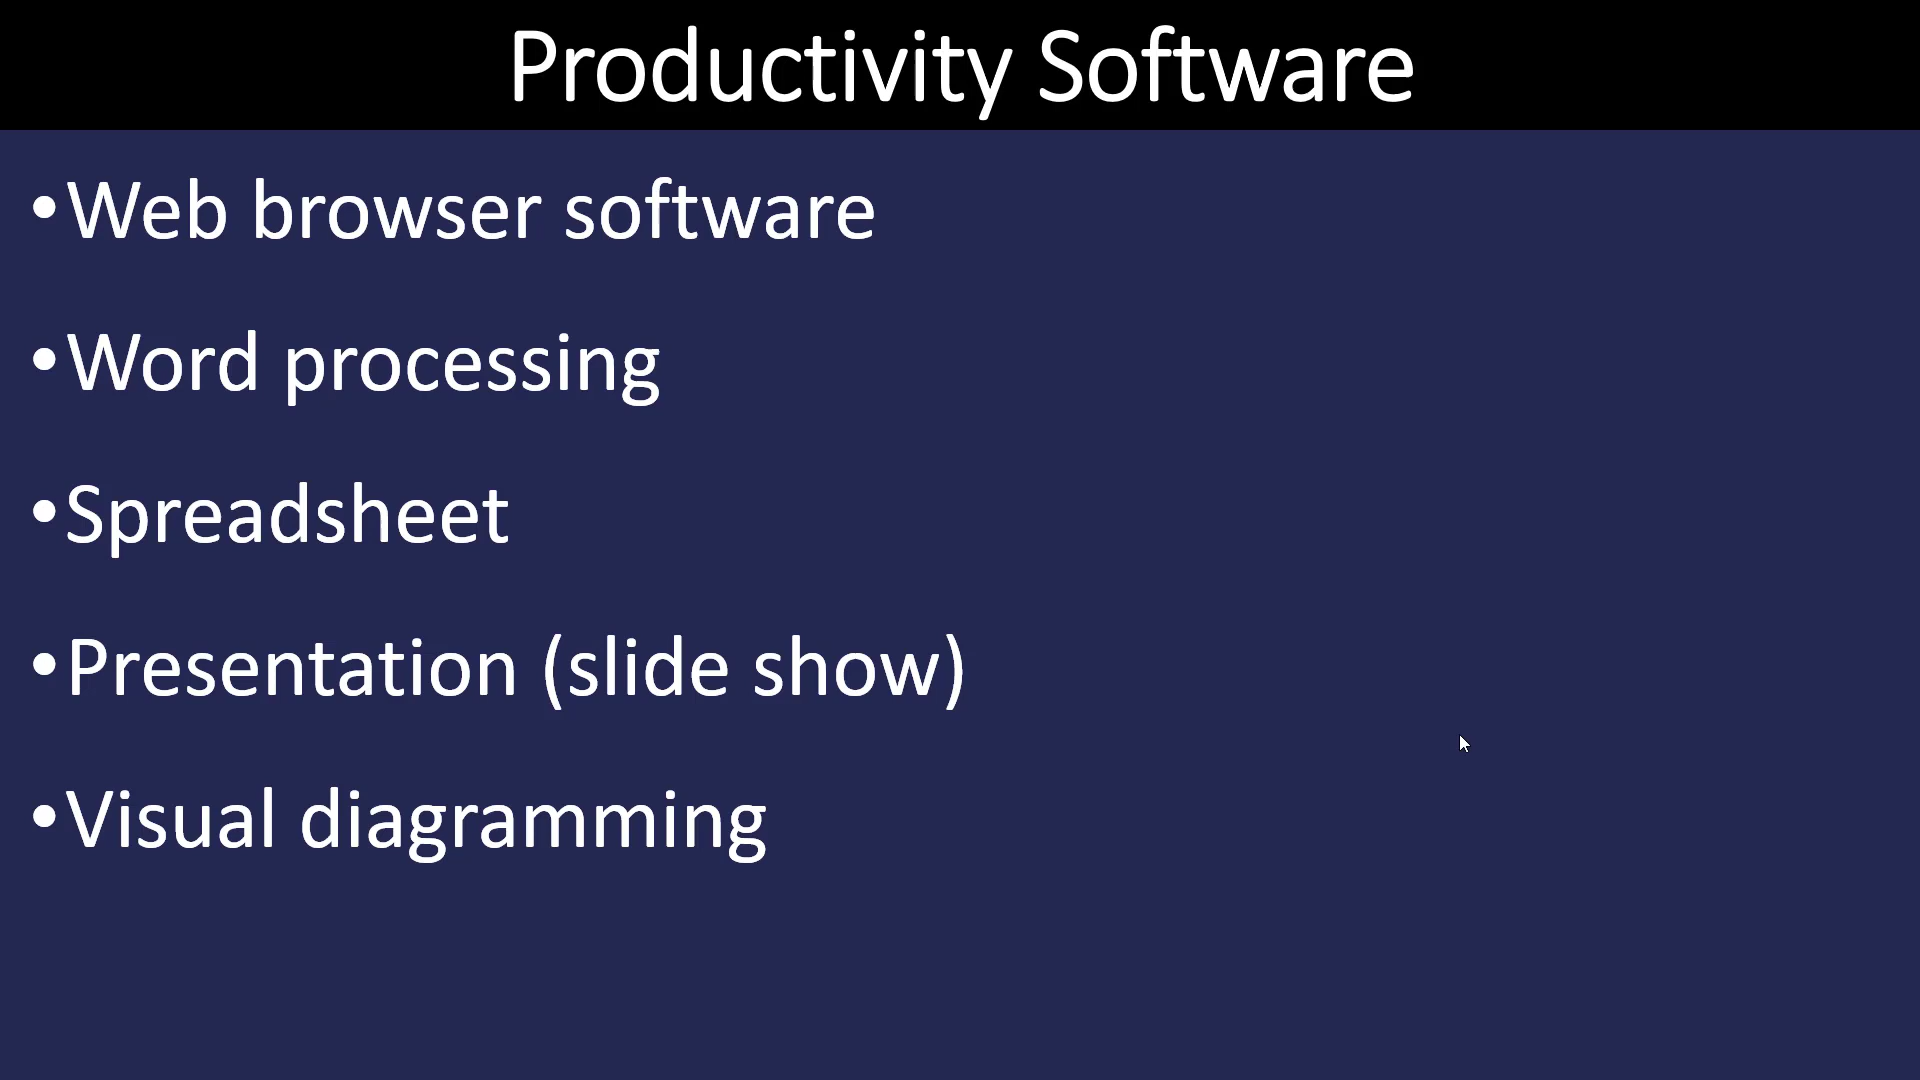 Productivity Software
•Web browser software
•Word processing
•Spreadsheet
•Presentation (slide show)
•Visual diagramming